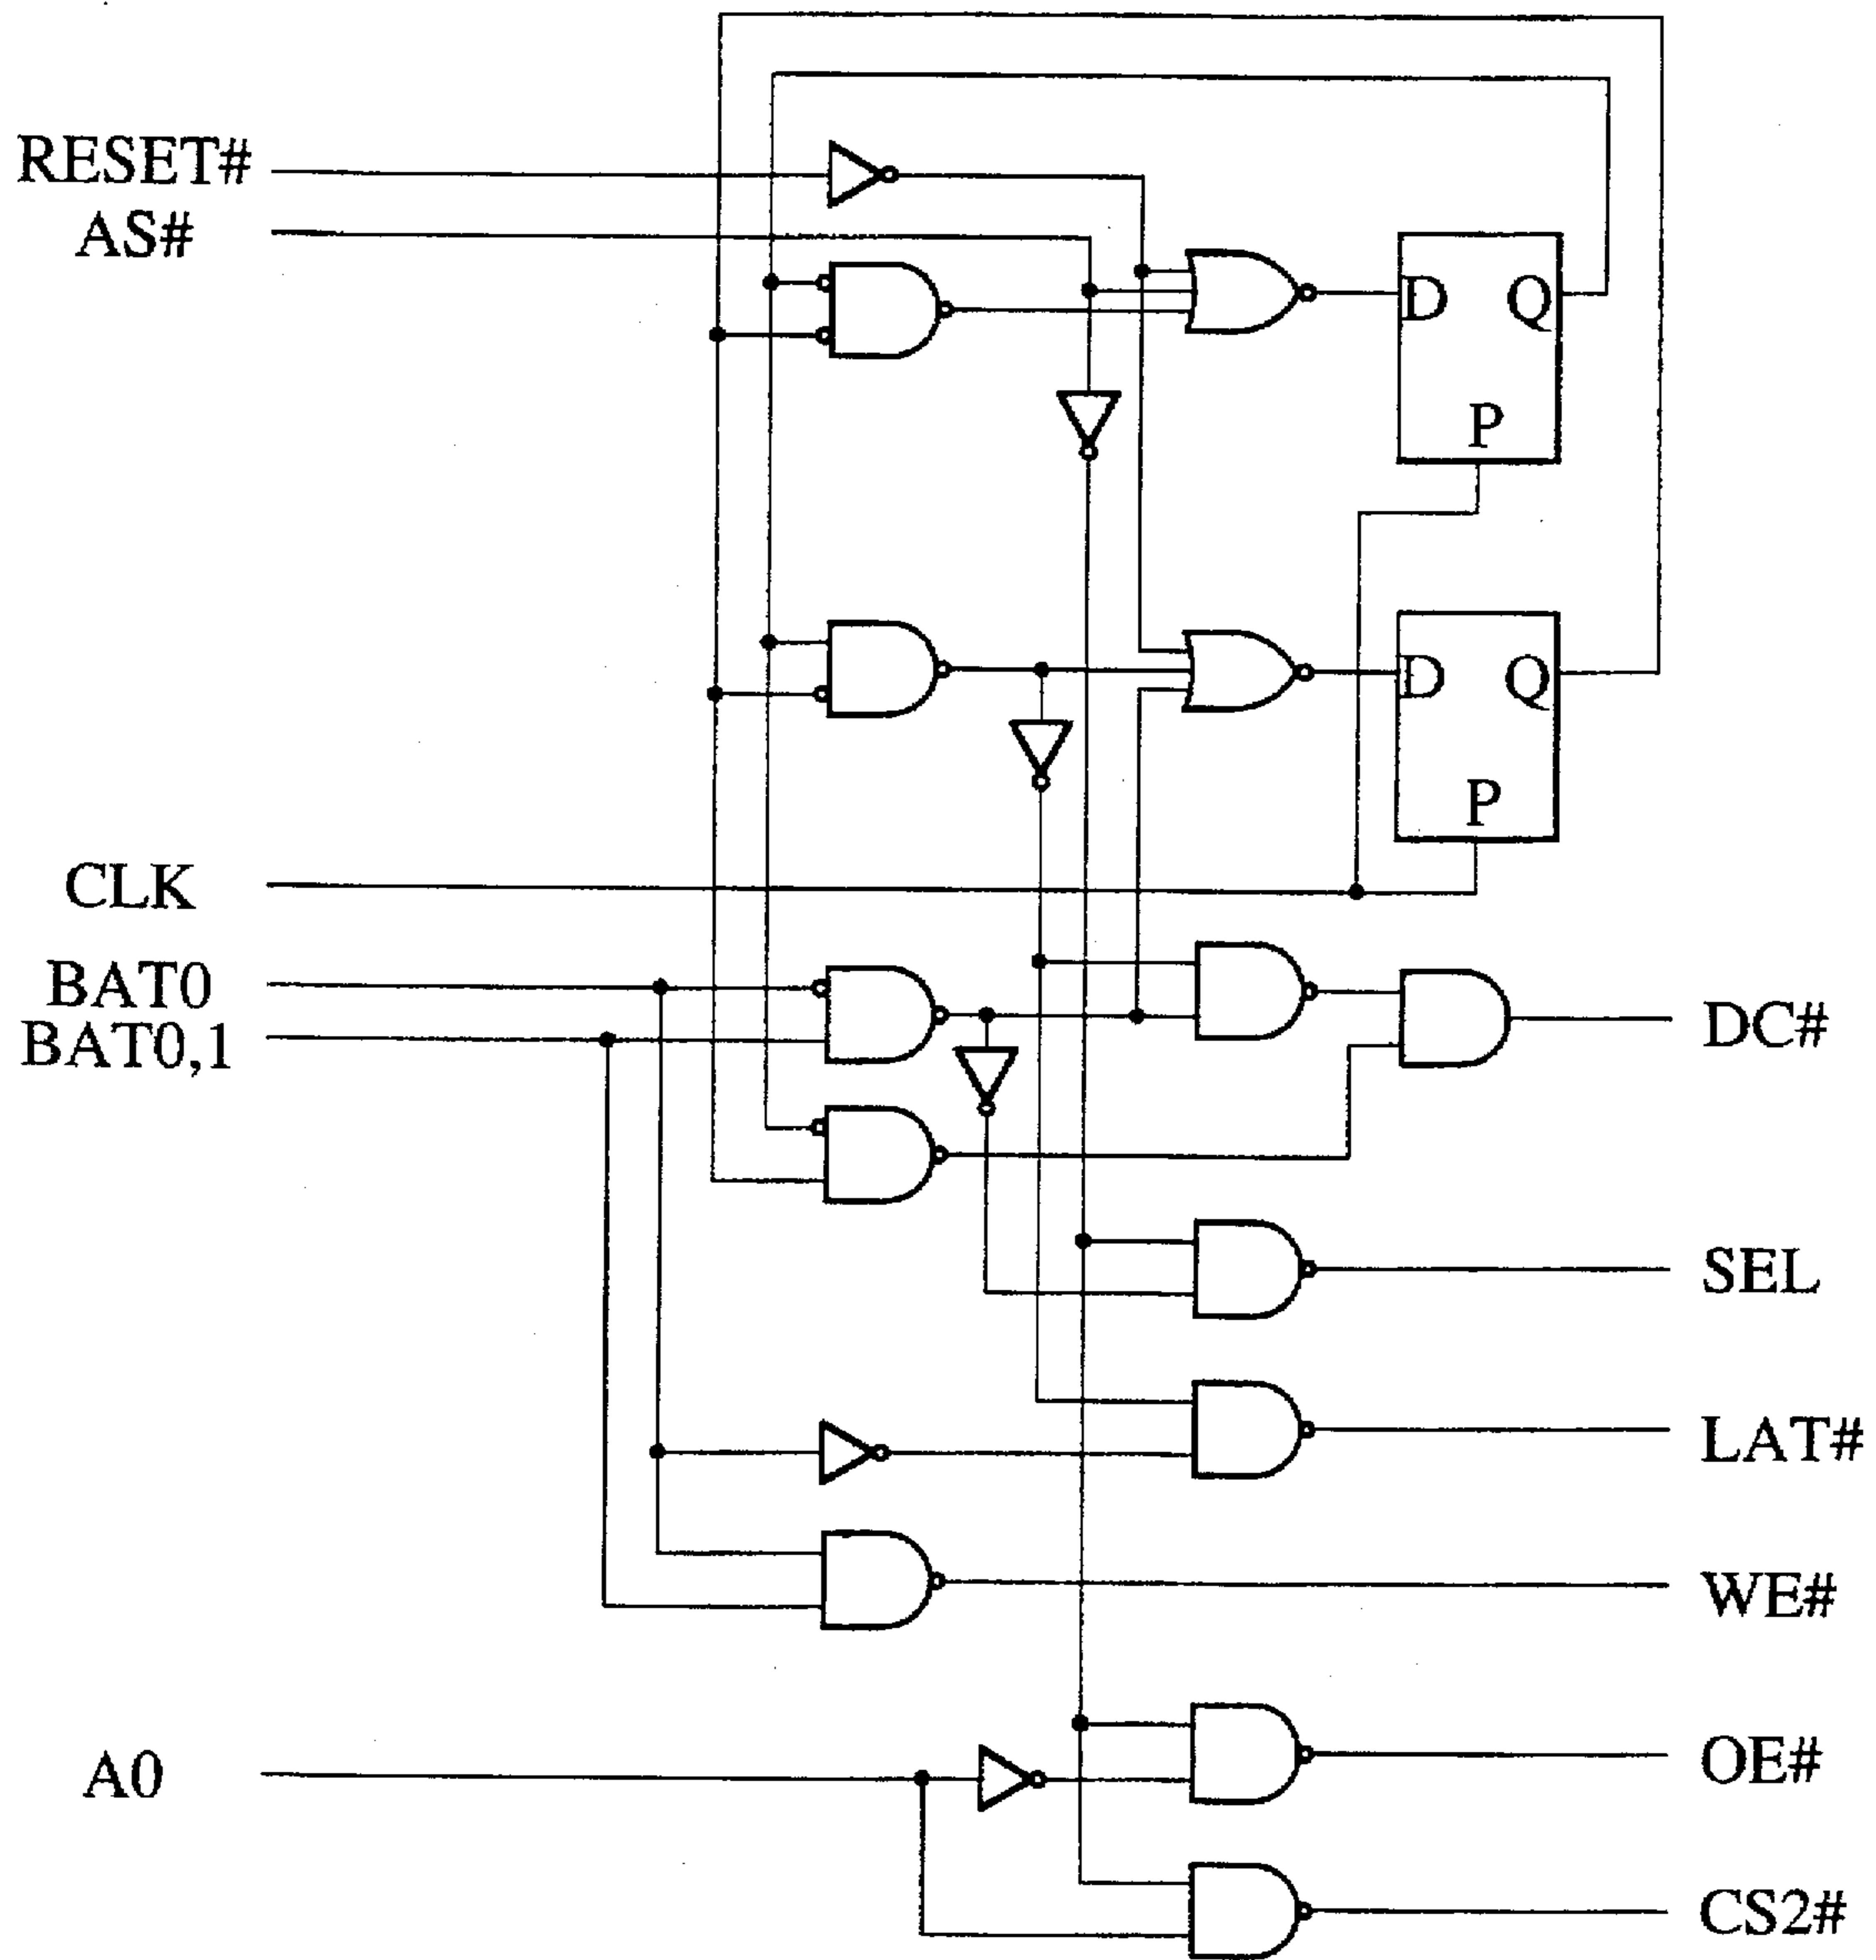 RESET#
AS#
D Q
P
D Q
P
CLK
BAT0
BAT0,1
DC#
SEL
LAT#
WE#
A0
OE#
CS2#